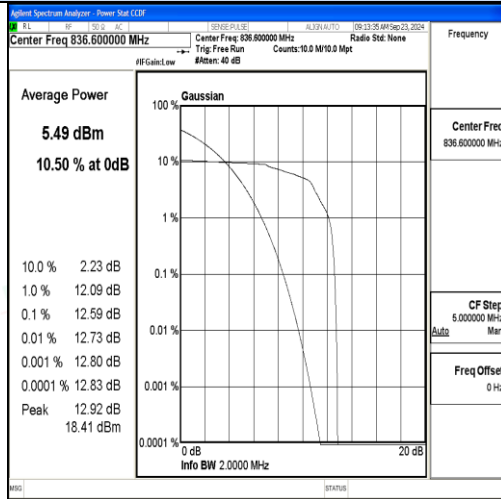 Agilent Spectrum Analyzer - Power Stat CCDF
RL RF 50 Ω AC SENSE:PULSE ALIGN AUTO 09:13:35 AM Sep 23, 2024
Center Freq 836.600000 MHz
Center Freq: 836.600000 MHz Radio Std: None
Trig: Free Run Counts:10.0 M/10.0 Mpt
#IFGain:Low #Atten: 40 dB
Frequency
Average Power
5.49 dBm
10.50 % at 0dB
10.0 % 2.23 dB
1.0 % 12.09 dB
0.1 % 12.59 dB
0.01 % 12.73 dB
0.001 % 12.80 dB
0.0001 % 12.83 dB
Peak 12.92 dB
18.41 dBm
Gaussian
100 %
10 %
1 %
0.1 %
0.01 %
0.001 %
0.0001 %
0 dB 20 dB
Info BW 2.0000 MHz
Center Freq
836.600000 MHz
CF Step
5.000000 MHz
Auto Man
Freq Offset
0 Hz
MSG STATUS